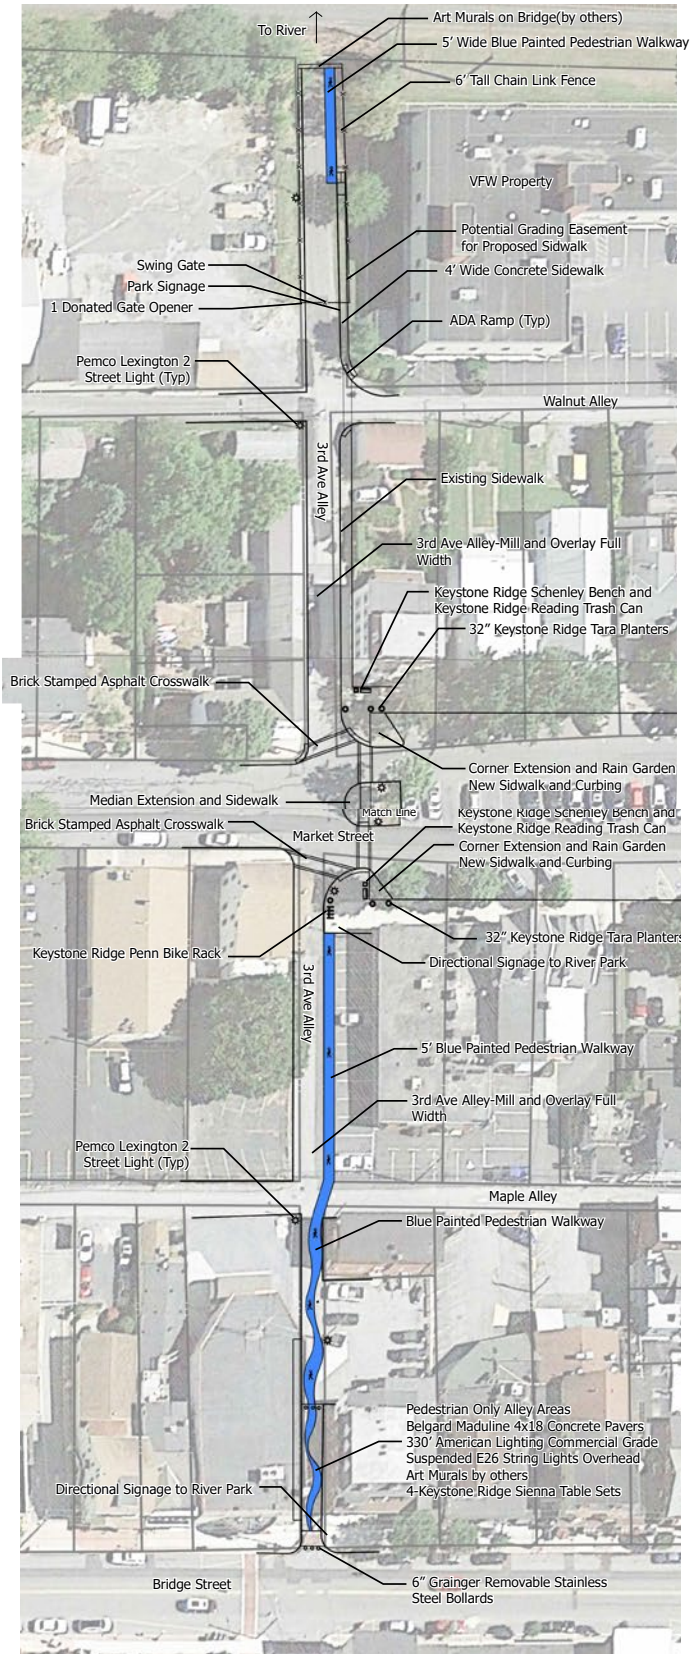 Art Murals on Bridge(by others)
To River
5' Wide Blue Painted Pedestrian Walkway
6' Tall Chain Link Fence
VFW Property
Potential Grading Easement
for Proposed Sidwalk
Swing Gate
4' Wide Concrete Sidewalk
Park Signage
1 Donated Gate Opener
ADA Ramp (Typ)
Pemco Lexington 2
Street Light (Typ)
Walnut Alley
3rd Ave Alley
Existing Sidewalk
3rd Ave Alley-Mill and Overlay Full
Width
Keystone Ridge Schenley Bench and
Keystone Ridge Reading Trash Can
32" Keystone Ridge Tara Planters
Brick Stamped Asphalt Crosswalk
Corner Extension and Rain Garden
New Sidwalk and Curbing
Median Extension and Sidewalk
Match Line
Keystone Ridge Schenley Bench and
Keystone Ridge Reading Trash Can
Brick Stamped Asphalt Crosswalk
Market Street
Corner Extension and Rain Garden
New Sidwalk and Curbing
32" Keystone Ridge Tara Planters
Keystone Ridge Penn Bike Rack
Directional Signage to River Park
3rd Ave Alley
5' Blue Painted Pedestrian Walkway
3rd Ave Alley-Mill and Overlay Full
Width
Pemco Lexington 2
Street Light (Typ)
Maple Alley
Blue Painted Pedestrian Walkway
Pedestrian Only Alley Areas
Belgard Maduline 4x18 Concrete Pavers
330' American Lighting Commercial Grade
Suspended E26 String Lights Overhead
Art Murals by others
4-Keystone Ridge Sienna Table Sets
Directional Signage to River Park
Bridge Street
6" Grainger Removable Stainless
Steel Bollards